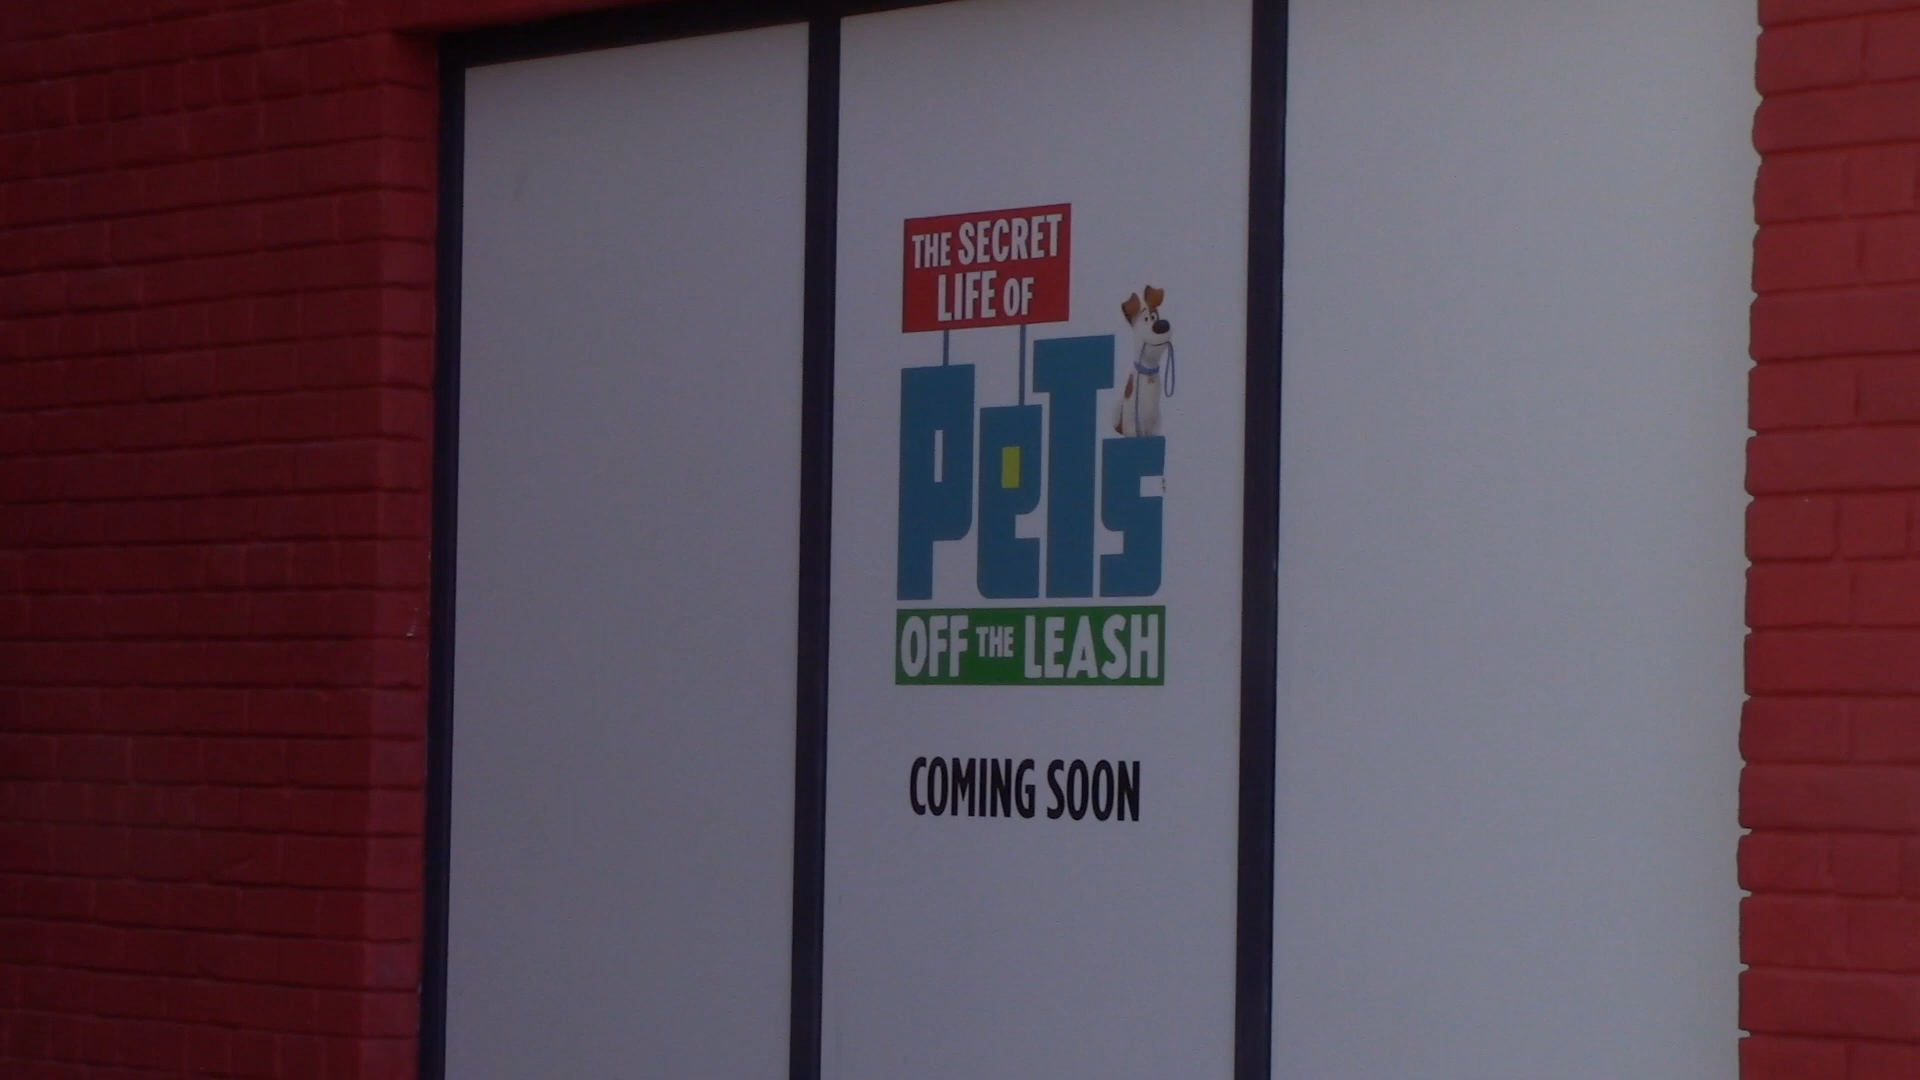 THE SECRET
LIFE OF
PeTs
OFF THE LEASH
COMING SOON